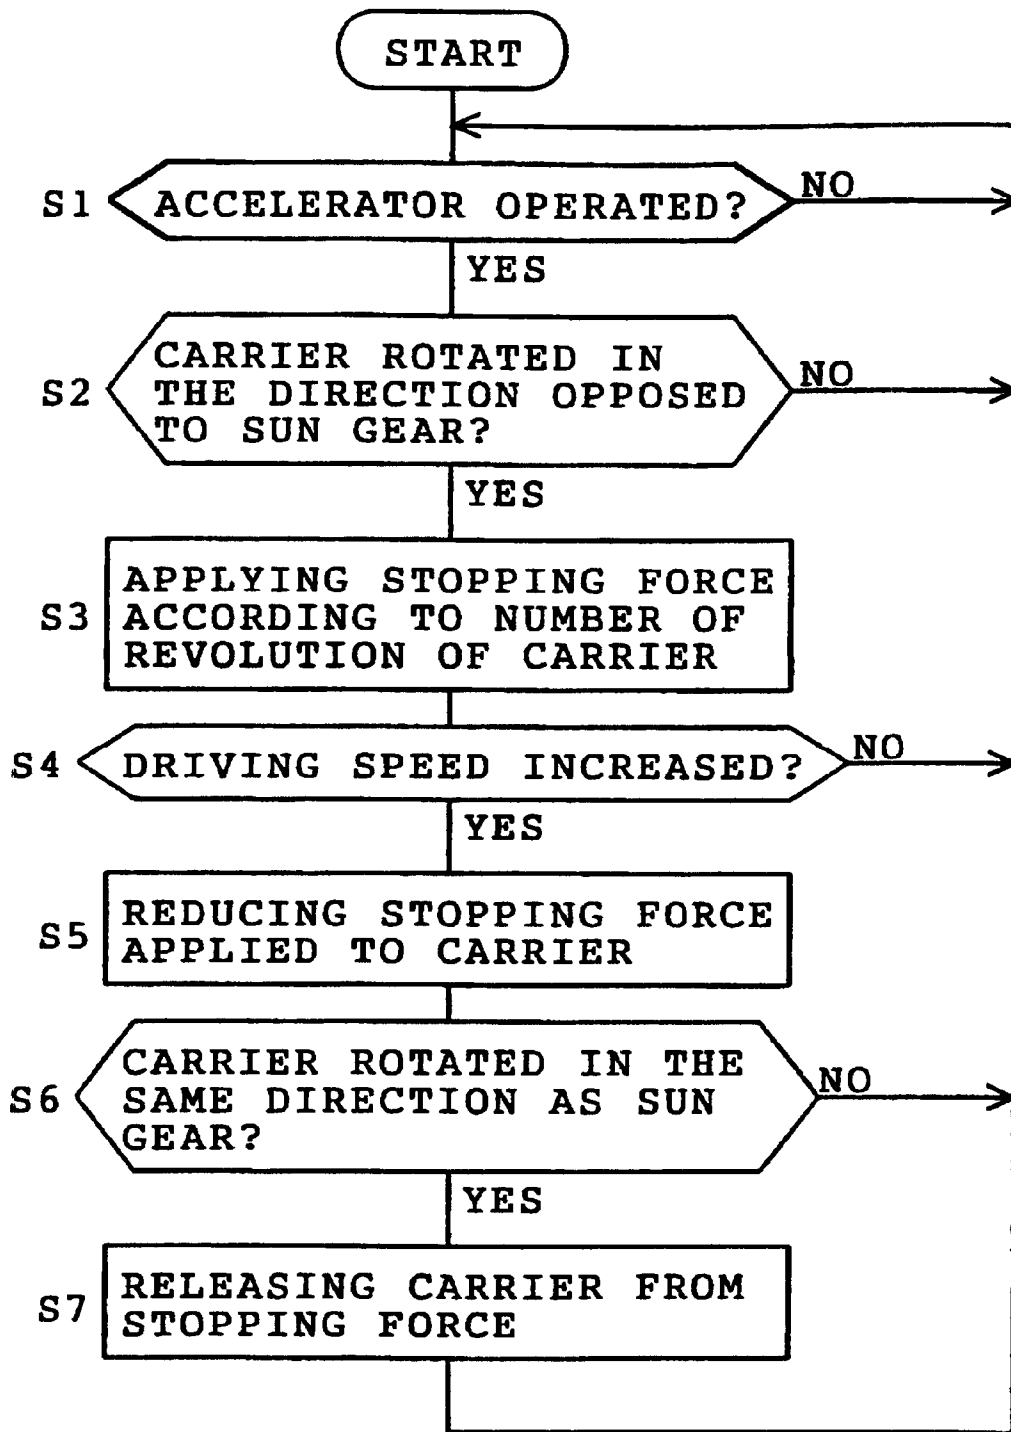 START
S1
ACCELERATOR OPERATED?
NO
YES
S2
CARRIER ROTATED IN
THE DIRECTION OPPOSED
TO SUN GEAR?
NO
YES
S3
APPLYING STOPPING FORCE
ACCORDING TO NUMBER OF
REVOLUTION OF CARRIER
S4
DRIVING SPEED INCREASED?
NO
YES
S5
REDUCING STOPPING FORCE
APPLIED TO CARRIER
S6
CARRIER ROTATED IN THE
SAME DIRECTION AS SUN
GEAR?
NO
YES
S7
RELEASING CARRIER FROM
STOPPING FORCE